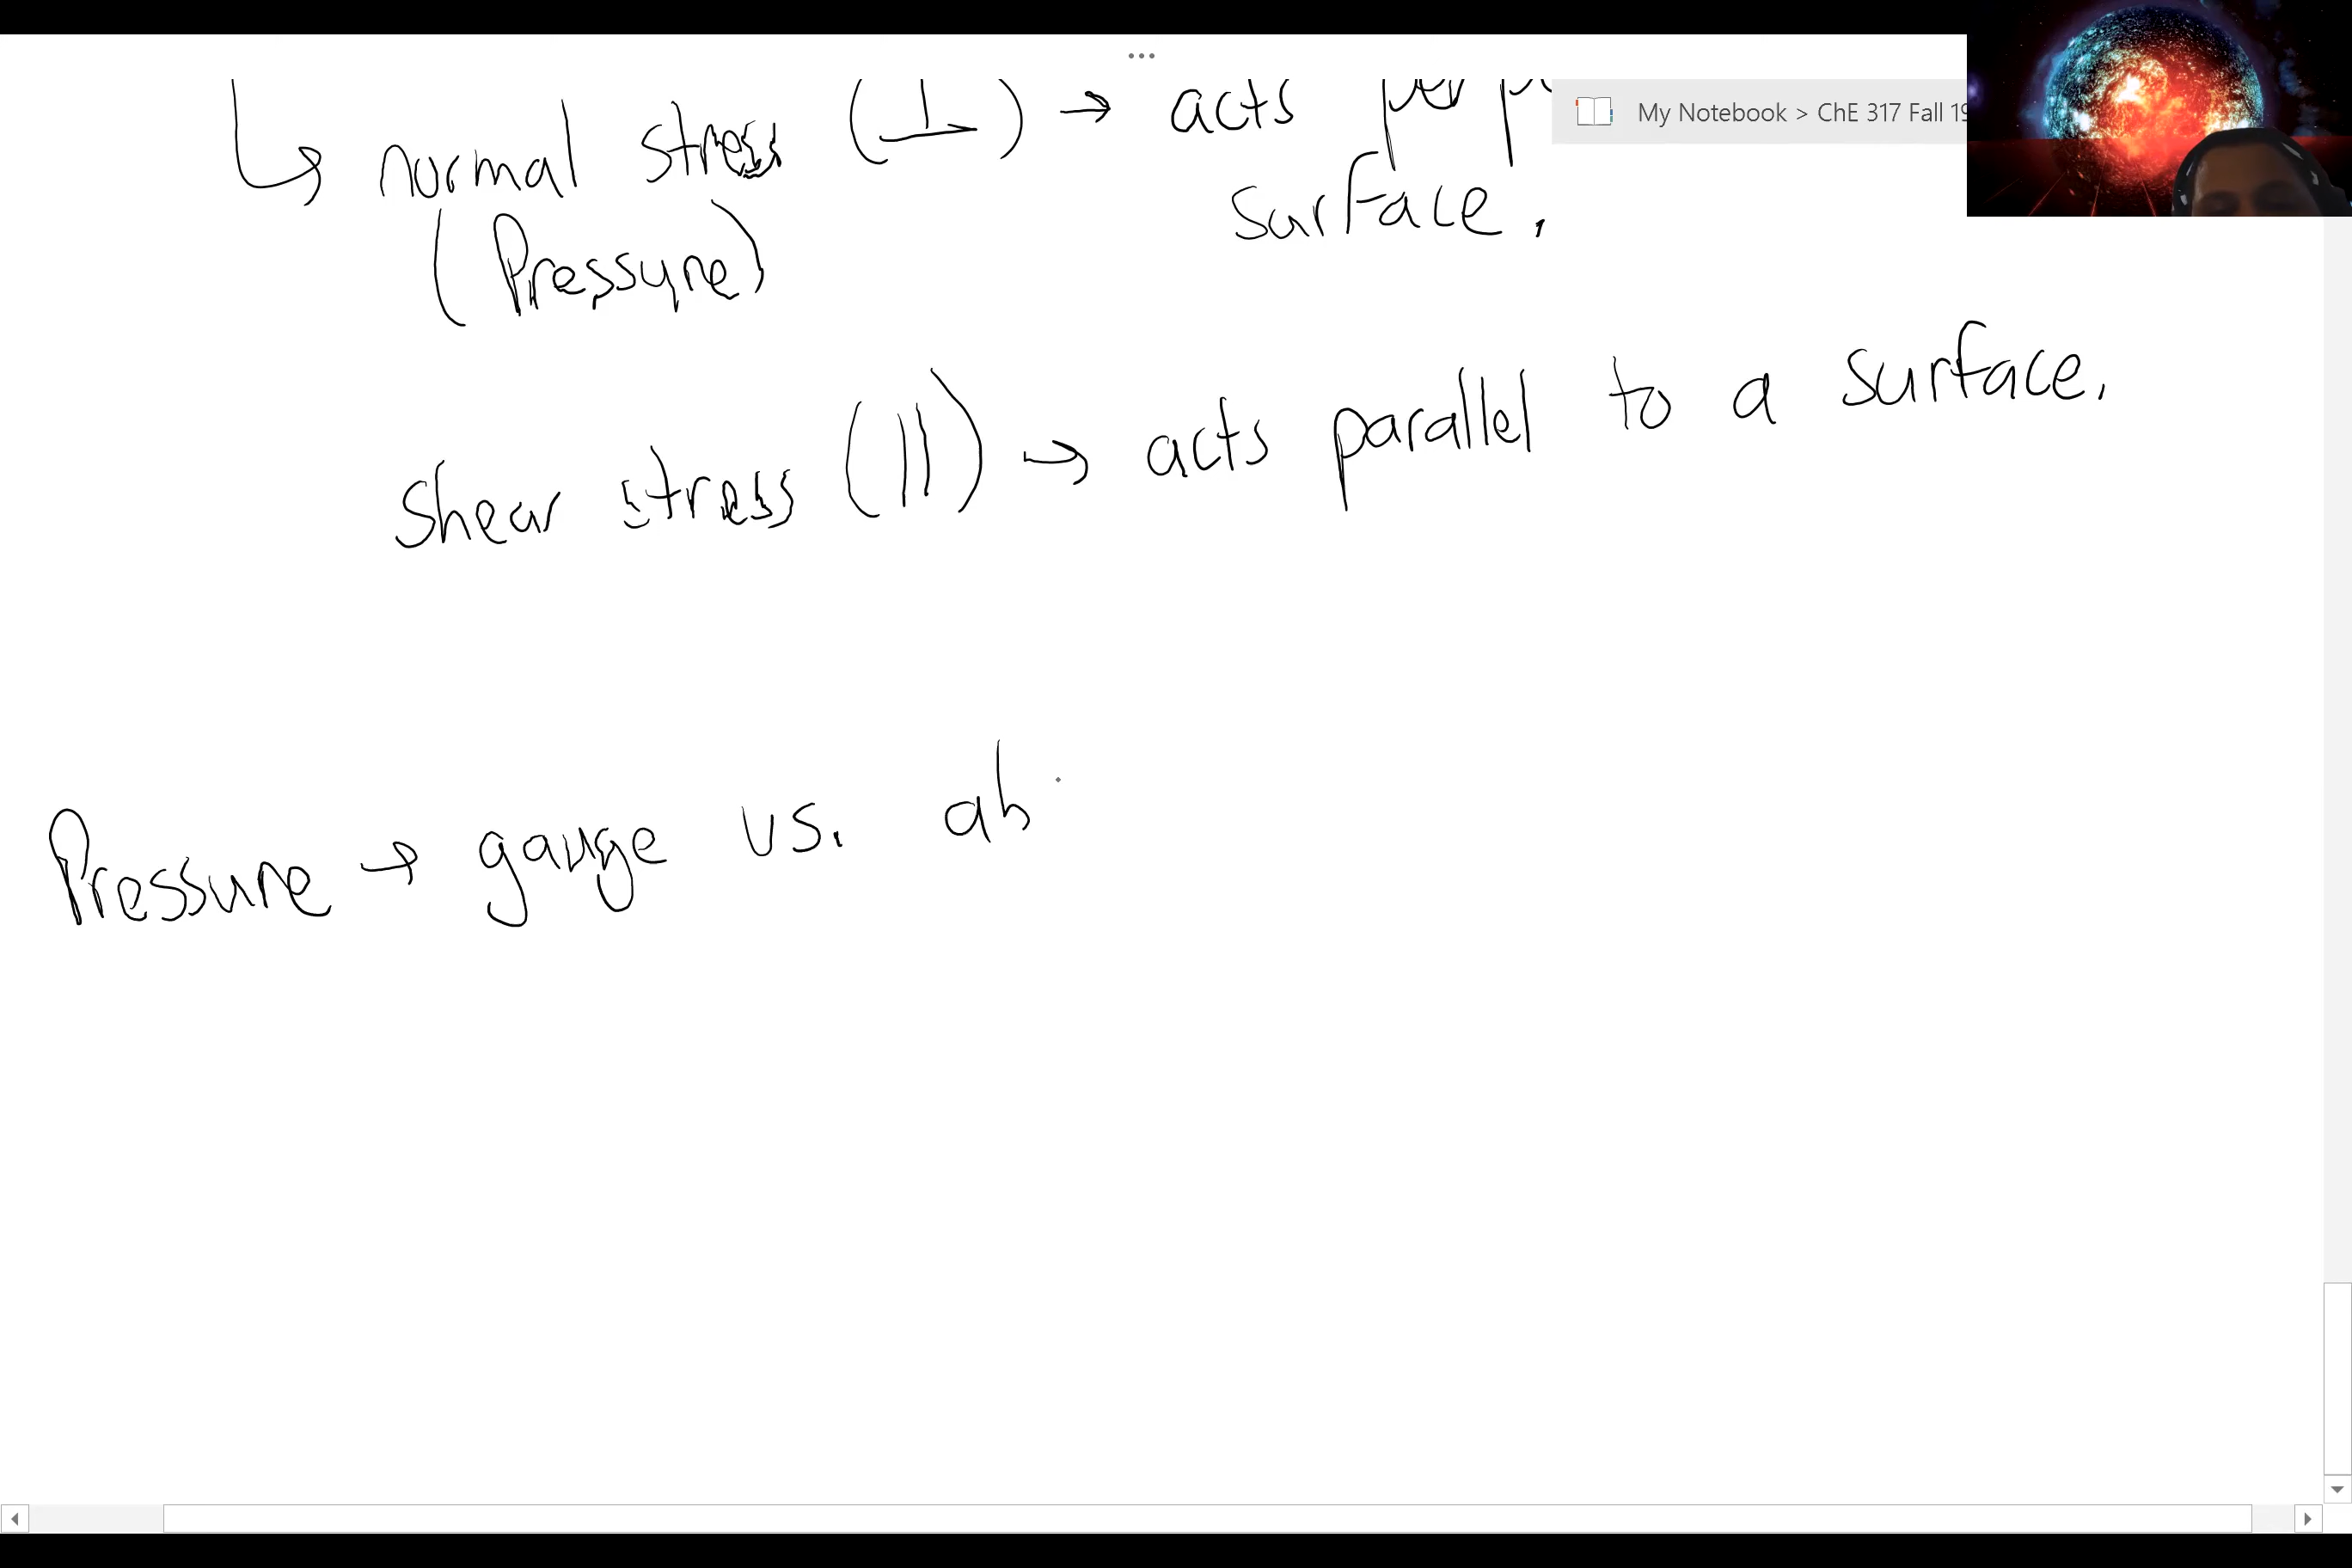 normal stress (⊥) → acts
My Notebook > ChE 317 Fall 19
(Pressure)
surface.
shear stress (||) → acts parallel to a surface.
Pressure → gauge vs. ab